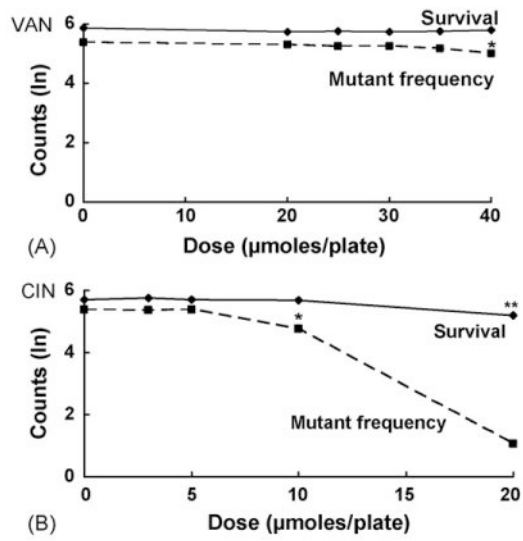 VAN
6
4
2
0
Counts (ln)
Survival
*
Mutant frequency
0 10 20 30 40
(A) Dose (μmoles/plate)
CIN
6
4
2
0
Counts (ln)
**
Survival
*
Mutant frequency
0 5 10 15 20
(B) Dose (μmoles/plate)